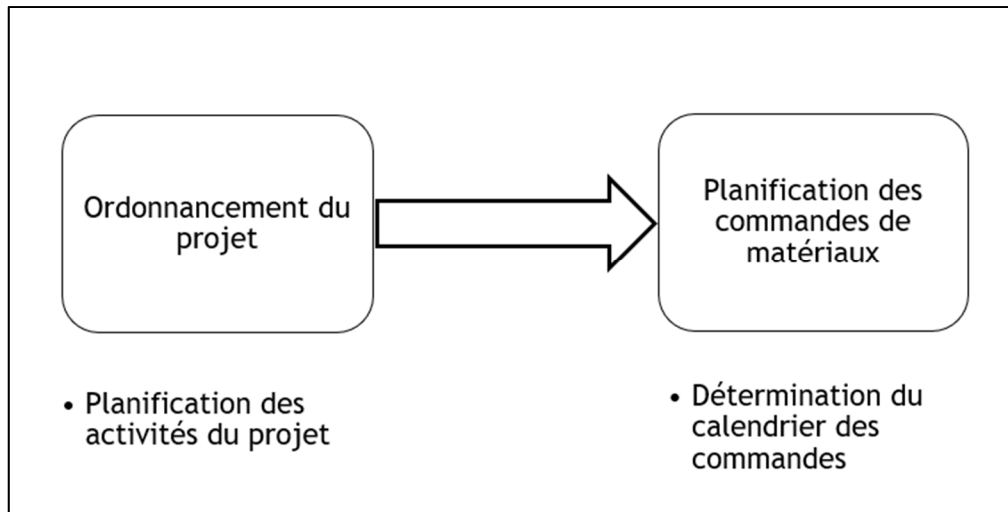 Ordonnancement du
projet
Planification des
commandes de
matériaux
• Planification des
activités du projet
• Détermination du
calendrier des
commandes